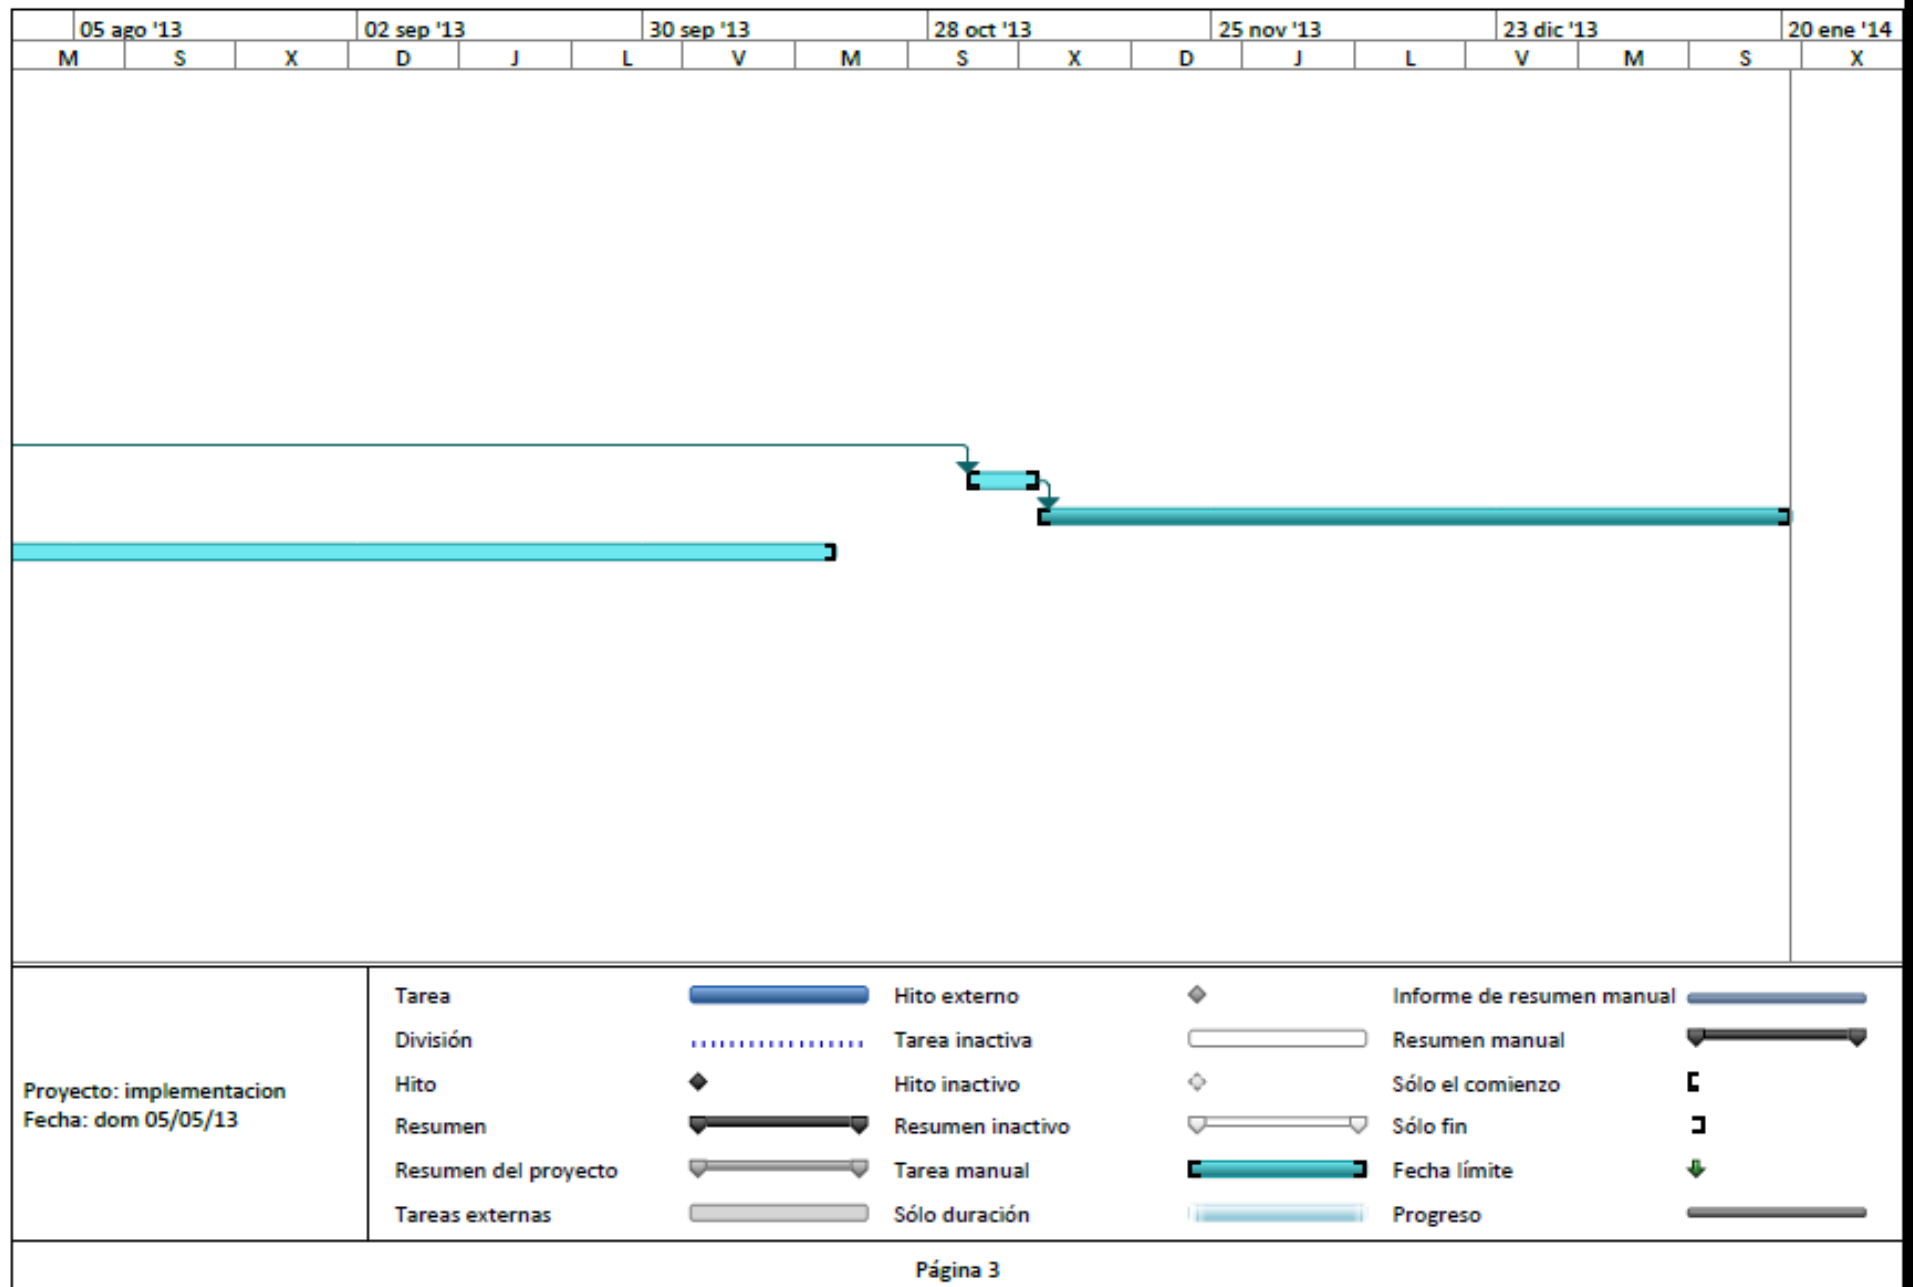 05 ago '13 02 sep '13 30 sep '13 28 oct '13 25 nov '13 23 dic '13 20 ene '14
M S X D J L V M S X D J L V M S X
Proyecto: implementacion
Fecha: dom 05/05/13
Tarea
División
Hito
Resumen
Resumen del proyecto
Tareas externas
Hito externo
Tarea inactiva
Hito inactivo
Resumen inactivo
Tarea manual
Sólo duración
Informe de resumen manual
Resumen manual
Sólo el comienzo
Sólo fin
Fecha límite
Progreso
Página 3